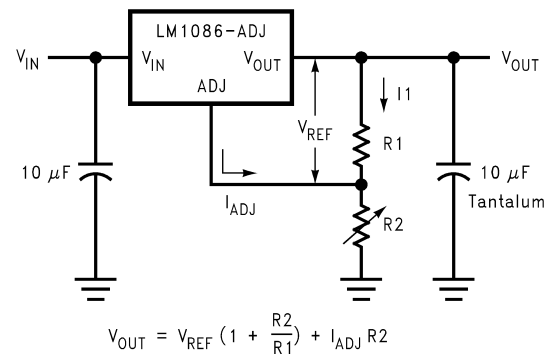 LM1086-ADJ
V_IN
V_IN
V_OUT
V_OUT
ADJ
I1
V_REF
R1
10 μF
10 μF
Tantalum
I_ADJ
R2
V_OUT = V_REF (1 + R2/R1) + I_ADJ R2